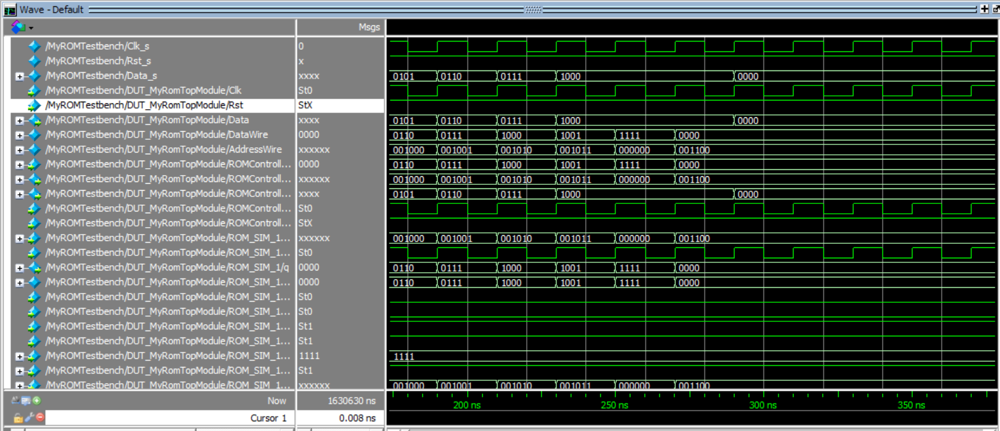 Wave - Default
Msgs
/MyROMTestbench/Clk_s 0
/MyROMTestbench/Rst_s x
/MyROMTestbench/Data_s xxxx 0101 0110 0111 1000 0000
/MyROMTestbench/DUT_MyRomTopModule/Clk St0
/MyROMTestbench/DUT_MyRomTopModule/Rst StX
/MyROMTestbench/DUT_MyRomTopModule/Data xxxx 0101 0110 0111 1000 0000
/MyROMTestbench/DUT_MyRomTopModule/DataWire 0000 0110 0111 1000 1001 1111 0000
/MyROMTestbench/DUT_MyRomTopModule/AddressWire xxxxxx 001000 001001 001010 001011 000000 001100
/MyROMTestbench/DUT_MyRomTopModule/ROMControll... 0000 0110 0111 1000 1001 1111 0000
/MyROMTestbench/DUT_MyRomTopModule/ROMControll... xxxxxx 001000 001001 001010 001011 000000 001100
/MyROMTestbench/DUT_MyRomTopModule/ROMControll... xxxx 0101 0110 0111 1000 0000
/MyROMTestbench/DUT_MyRomTopModule/ROMControll... St0
/MyROMTestbench/DUT_MyRomTopModule/ROMControll... StX
/MyROMTestbench/DUT_MyRomTopModule/ROM_SIM_1... xxxxxx 001000 001001 001010 001011 000000 001100
/MyROMTestbench/DUT_MyRomTopModule/ROM_SIM_1... St0
/MyROMTestbench/DUT_MyRomTopModule/ROM_SIM_1/q 0000 0110 0111 1000 1001 1111 0000
/MyROMTestbench/DUT_MyRomTopModule/ROM_SIM_1... 0000 0110 0111 1000 1001 1111 0000
/MyROMTestbench/DUT_MyRomTopModule/ROM_SIM_1... St0
/MyROMTestbench/DUT_MyRomTopModule/ROM_SIM_1... St0
/MyROMTestbench/DUT_MyRomTopModule/ROM_SIM_1... St1
/MyROMTestbench/DUT_MyRomTopModule/ROM_SIM_1... St1
/MyROMTestbench/DUT_MyRomTopModule/ROM_SIM_1... 1111 1111
/MyROMTestbench/DUT_MyRomTopModule/ROM_SIM_1... St1
/MyROMTestbench/DUT_MyRomTopModule/ROM_SIM_1... xxxxxx 001000 001001 001010 001011 000000 001100
Now 1630630 ns 200 ns 250 ns 300 ns 350 ns
Cursor 1 0.008 ns